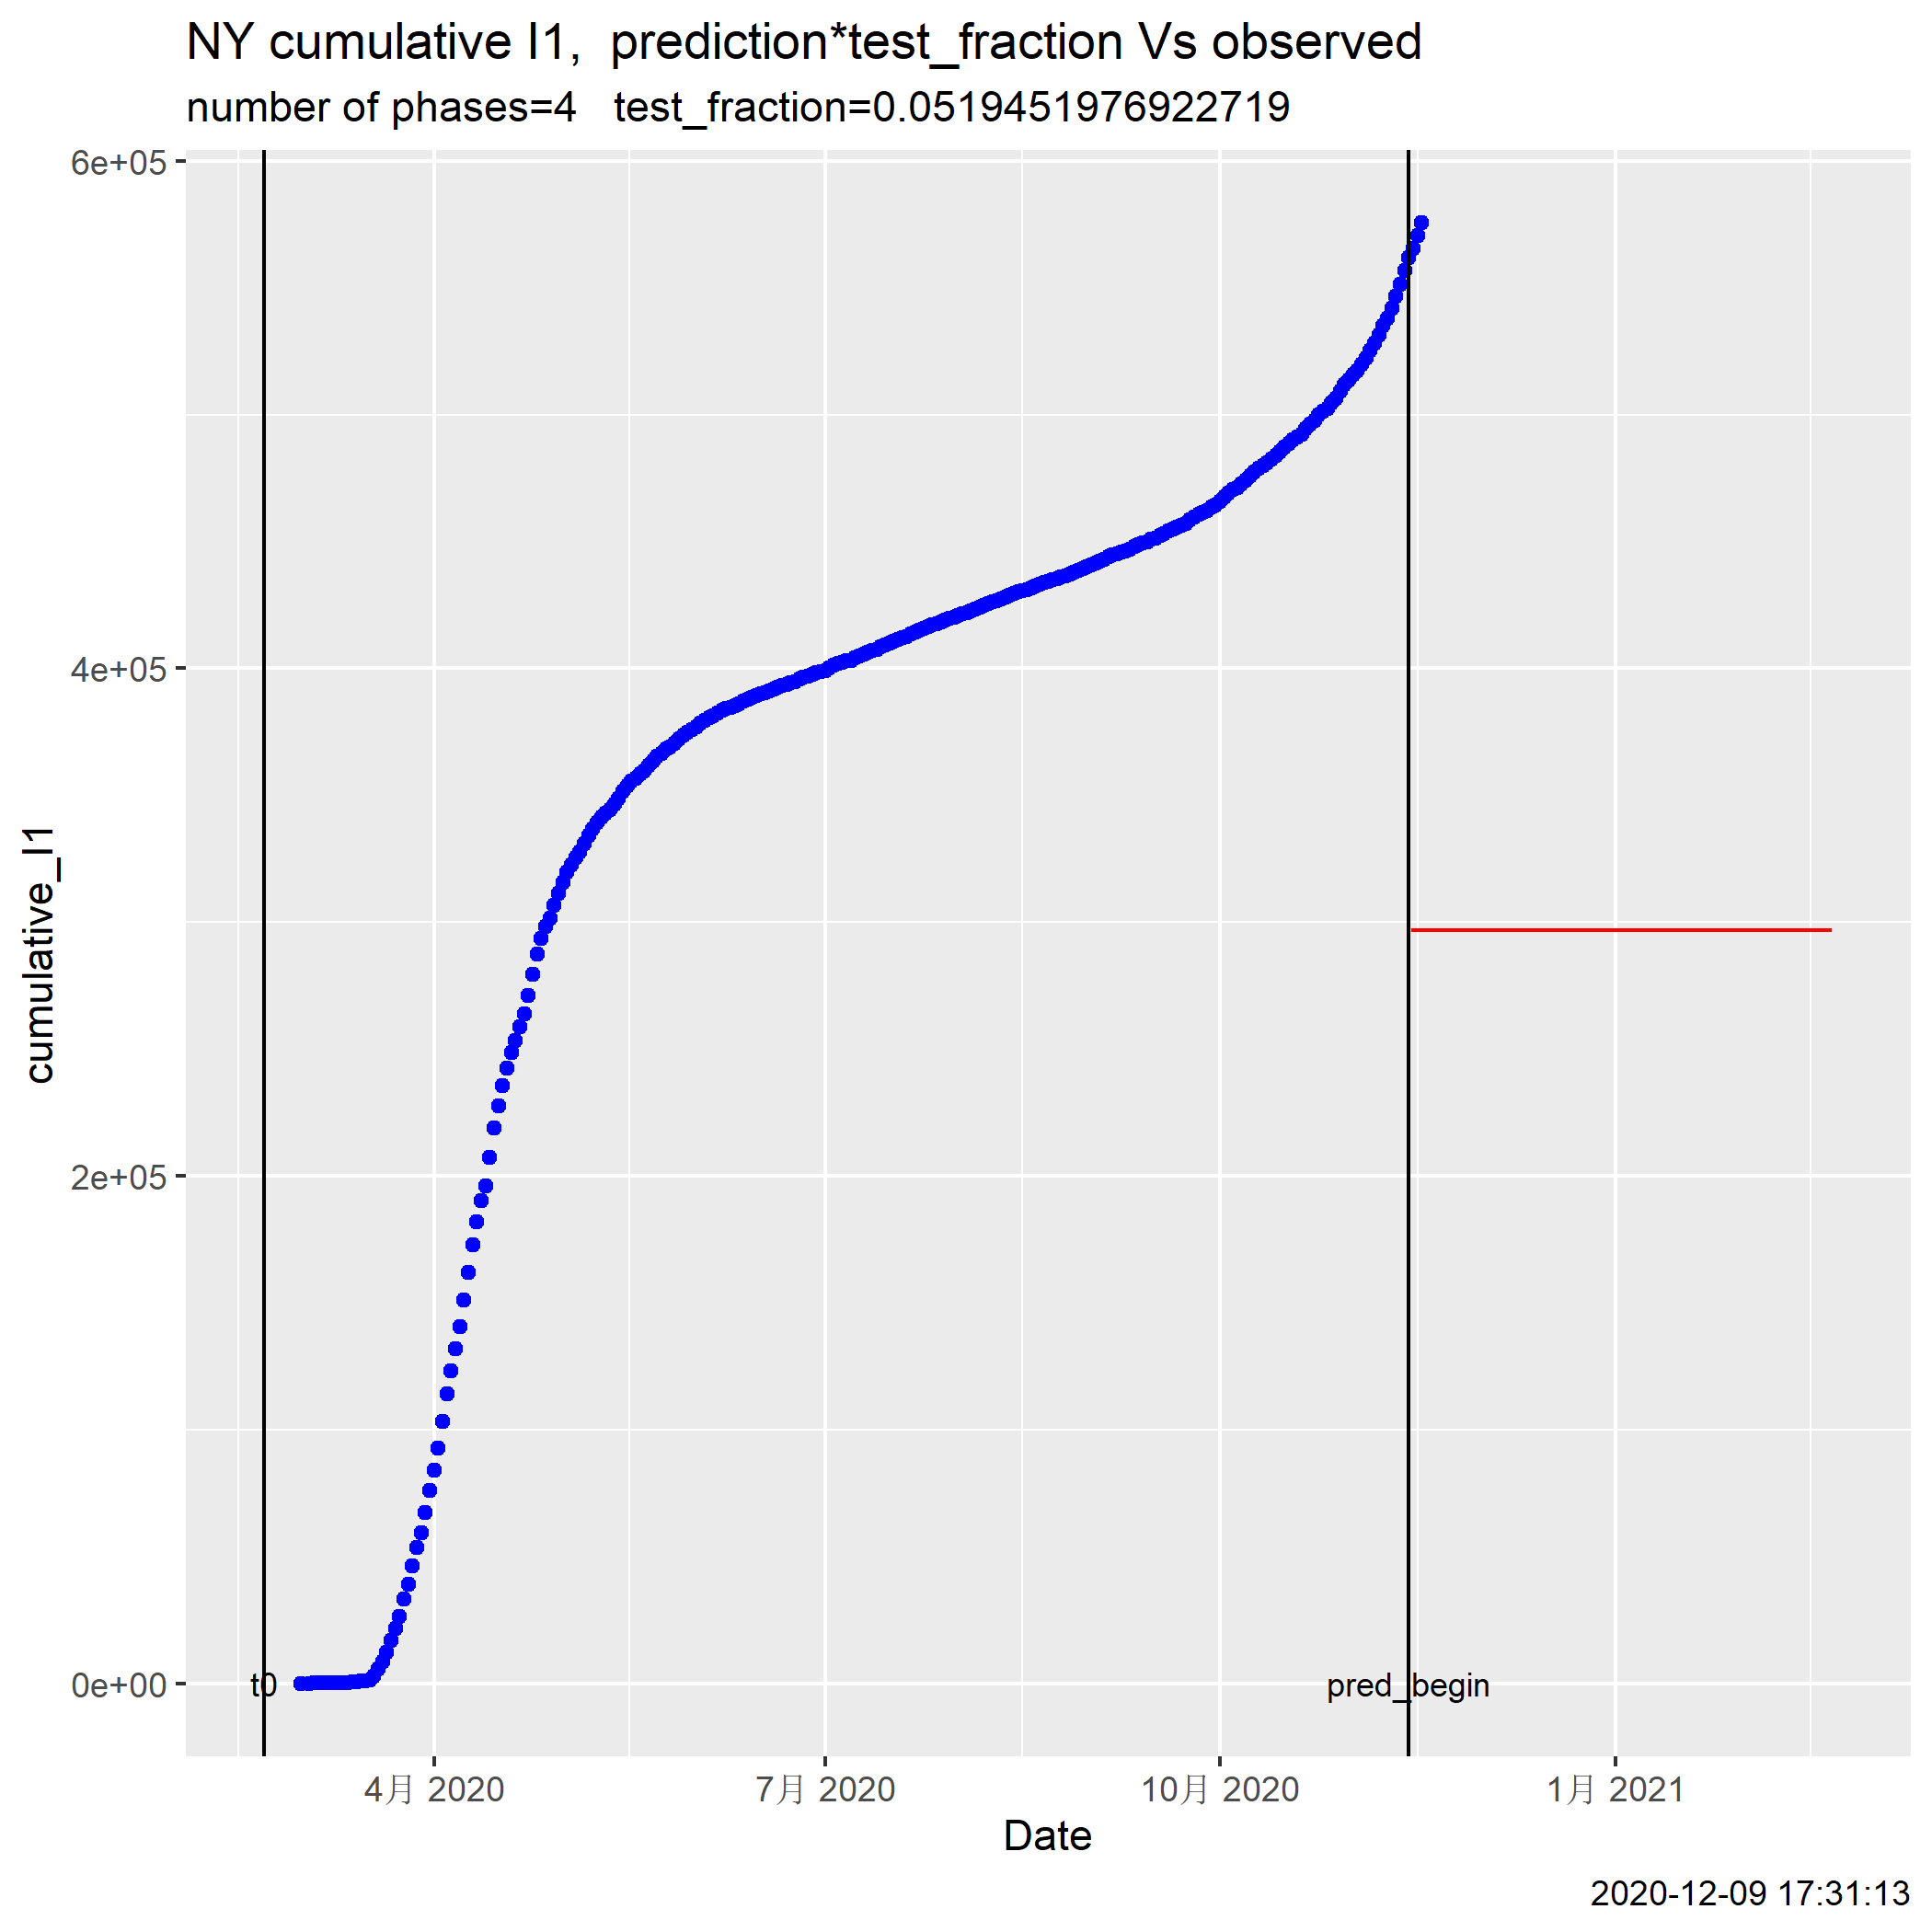 NY cumulative I1,  prediction*test_fraction Vs observed
number of phases=4   test_fraction=0.0519451976922719
6e+05
4e+05
2e+05
0e+00
cumulative_I1
t0
pred_begin
4月 2020
7月 2020
10月 2020
1月 2021
Date
2020-12-09 17:31:13